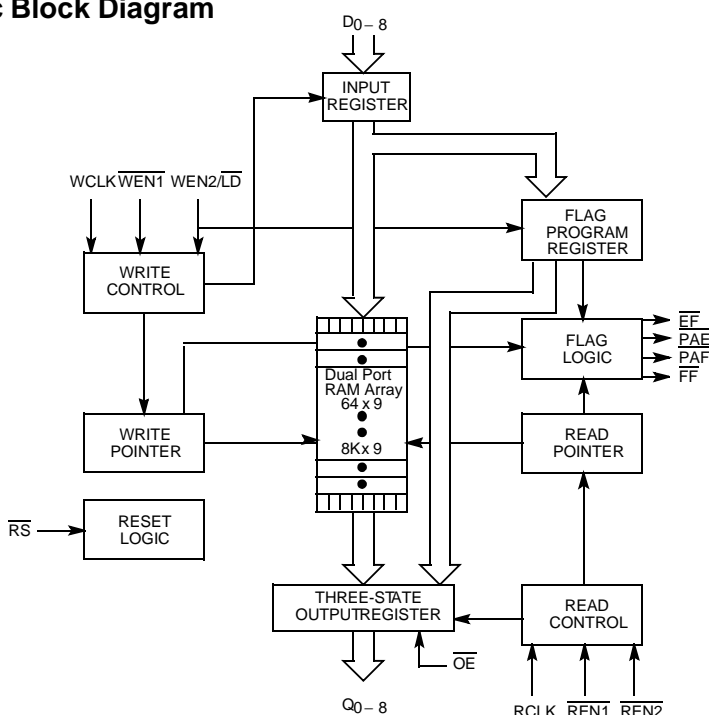 Block Diagram
D0–8
INPUT
REGISTER
WCLK WEN1 WEN2/LD
FLAG
PROGRAM
REGISTER
WRITE
CONTROL
FLAG
LOGIC
EF
PAE
PAF
FF
Dual Port
RAM Array
64 x 9
8K x 9
WRITE
POINTER
READ
POINTER
RS
RESET
LOGIC
THREE-STATE
OUTPUT REGISTER
READ
CONTROL
OE
Q0–8
RCLK REN1 REN2